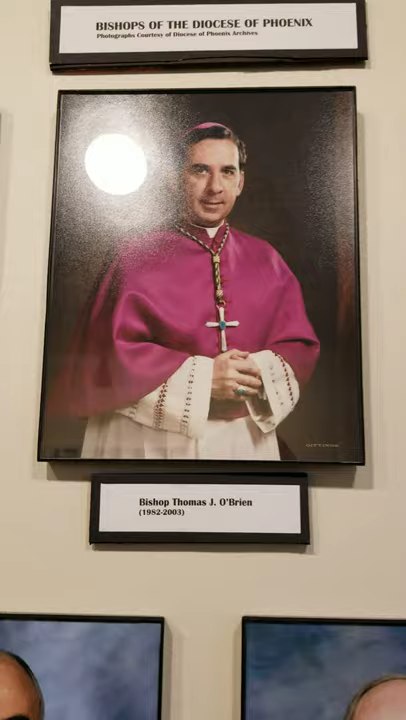 BISHOPS OF THE DIOCESE OF PHOENIX
Photographs Courtesy of Diocese of Phoenix Archives
Bishop Thomas J. O'Brien
(1982-2003)